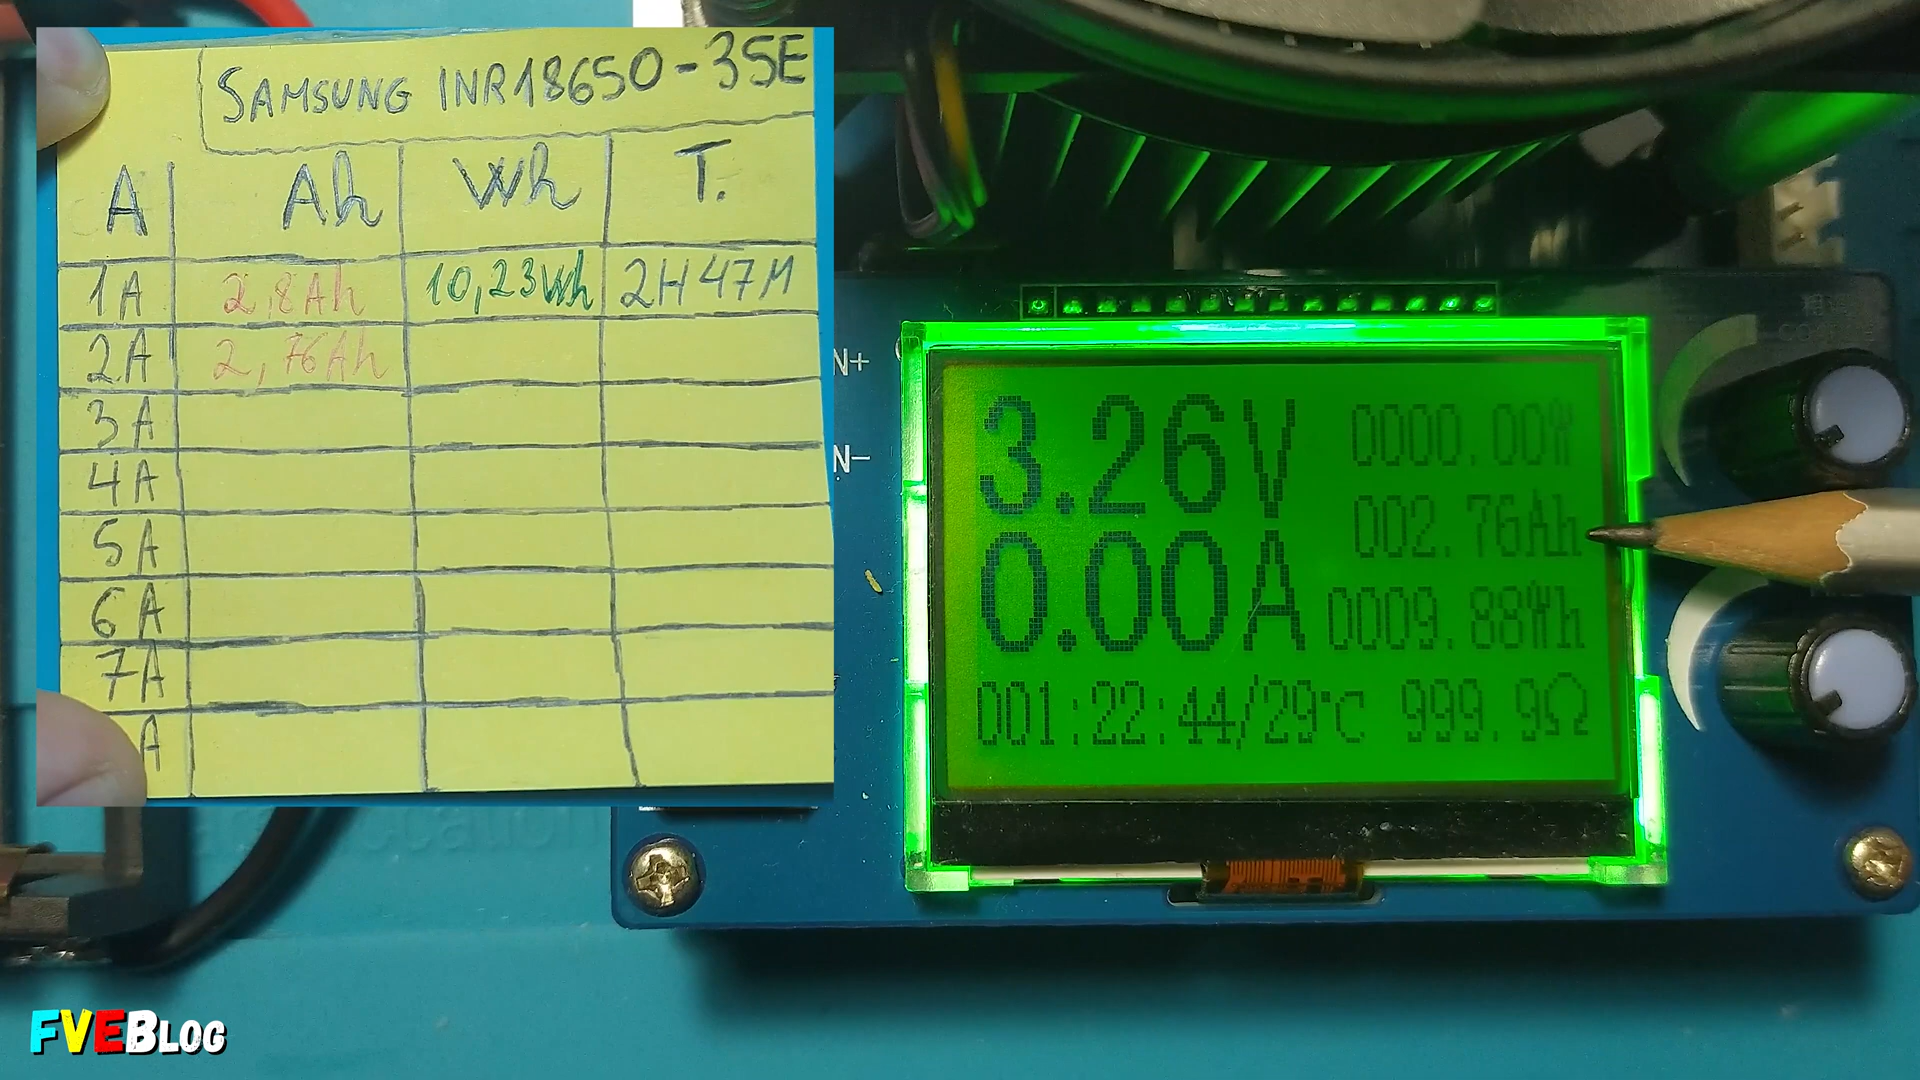 SAMSUNG INR18650-35E
A Ah Wh T.
1A 2,8Ah 10,23Wh 2H47M
2A 2,76Ah
3A
4A
5A
6A
7A
A
N+
N-
3.26V 0000.00W
002.76Ah
0.00A 0009.88Wh
001:22:44/29℃ 999.9Ω
FVEBLOG